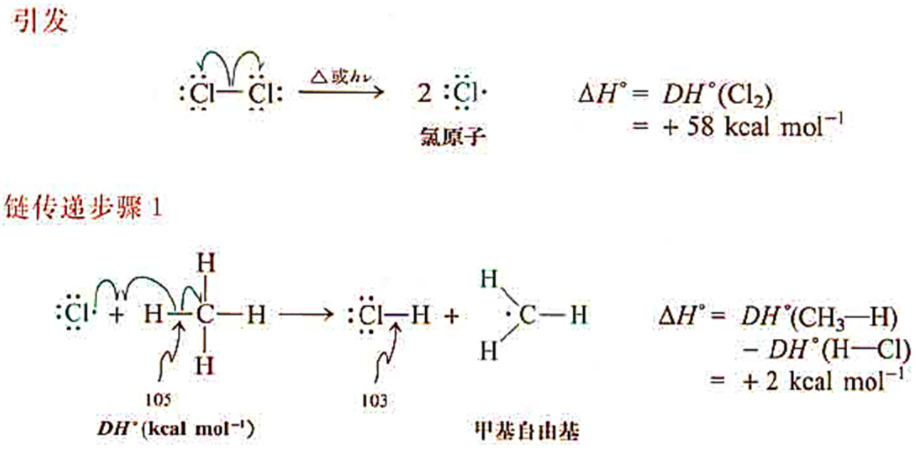 引发
:Cl—Cl: △或hν 2 :Cl· ΔH° = DH°(Cl₂)
= +58 kcal mol⁻¹
氯原子
链传递步骤 1
H H
:Cl· + H—C—H :Cl—H + ·C—H ΔH° = DH°(CH₃—H)
H H − DH°(H—Cl)
105 103 = +2 kcal mol⁻¹
DH°(kcal mol⁻¹) 甲基自由基